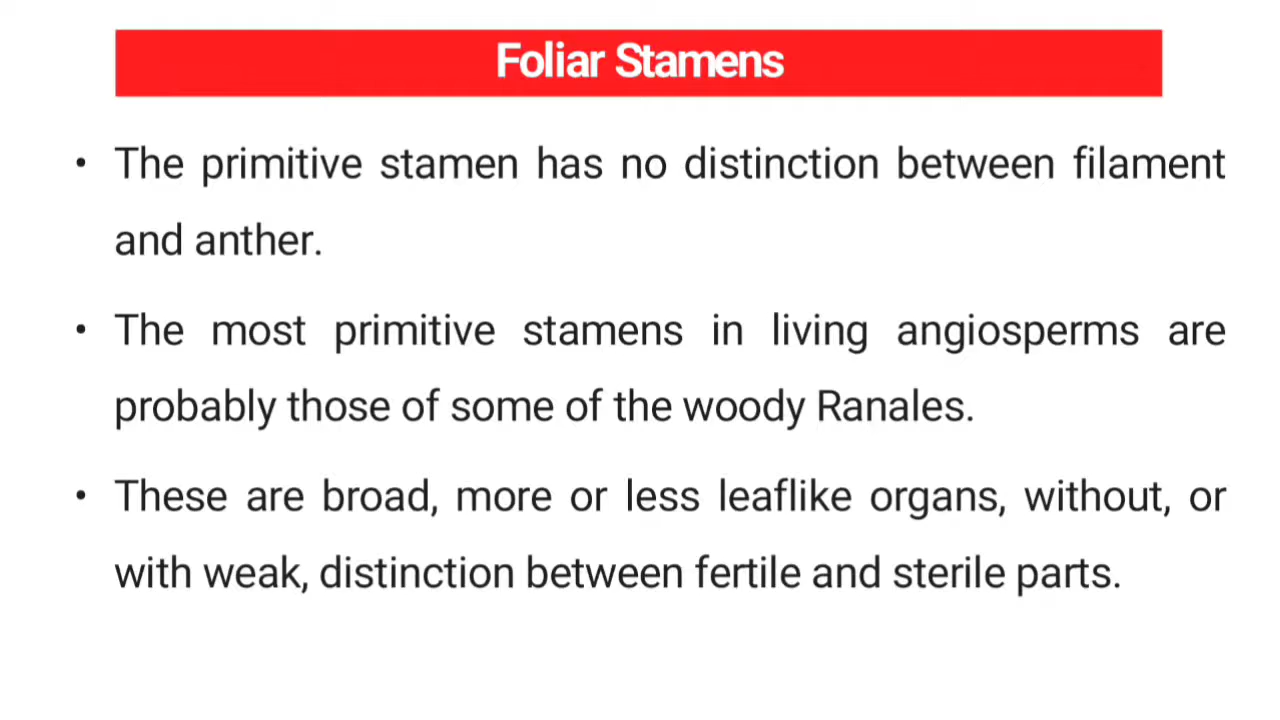 Foliar Stamens
• The primitive stamen has no distinction between filament
and anther.
• The most primitive stamens in living angiosperms are
probably those of some of the woody Ranales.
• These are broad, more or less leaflike organs, without, or
with weak, distinction between fertile and sterile parts.